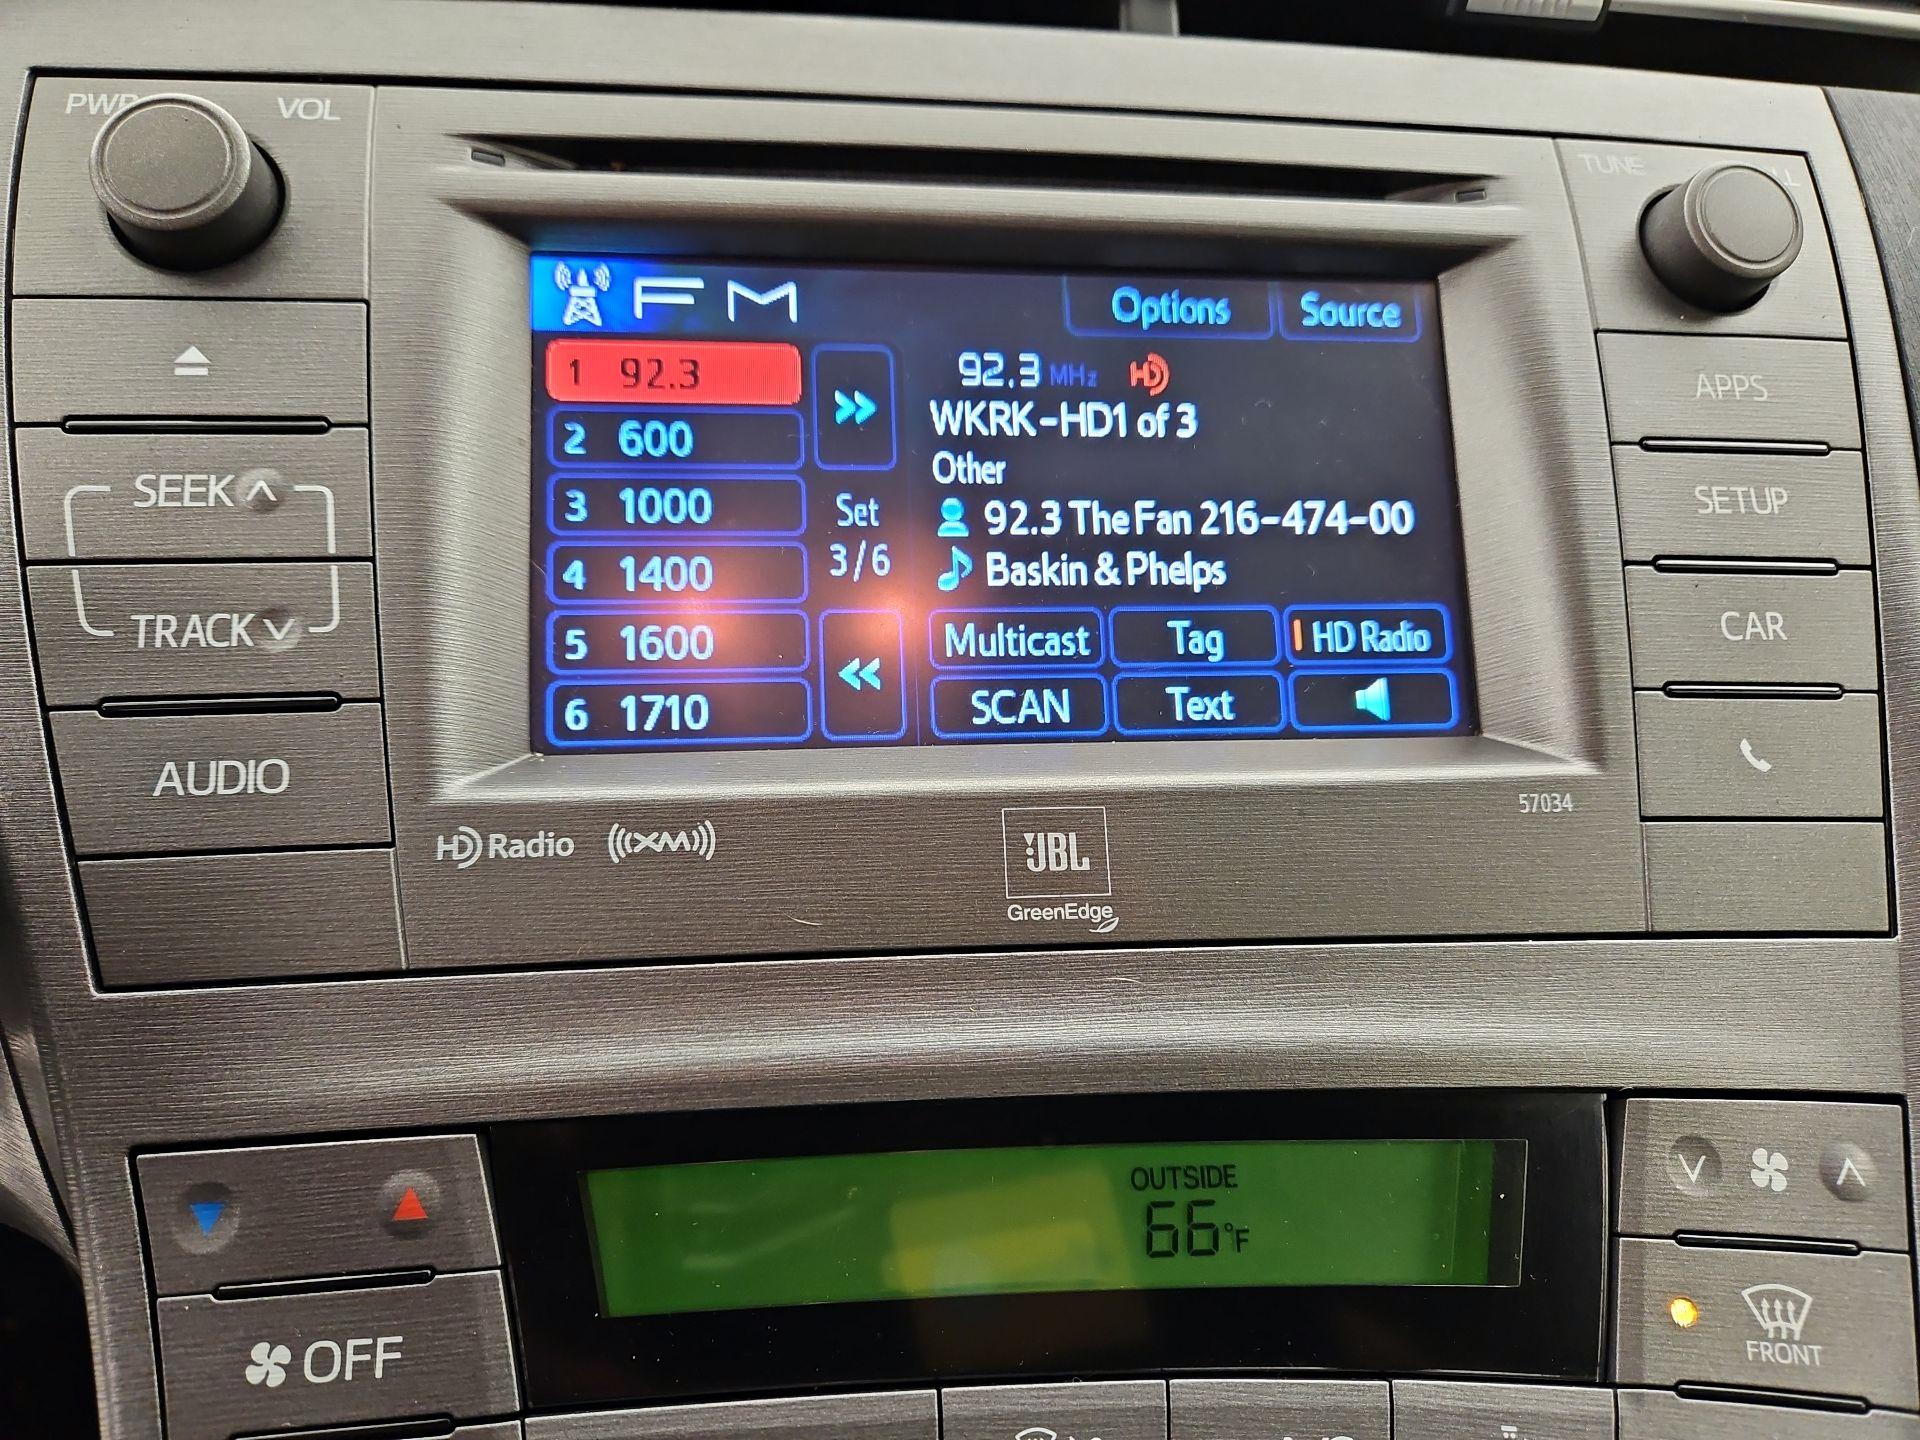 PWR VOL
TUNE
FM
Options
Source
1 92.3
2 600
3 1000
4 1400
5 1600
6 1710
Set
3/6
92.3 MHz HD
WKRK-HD1 of 3
Other
92.3 The Fan 216-474-00
Baskin & Phelps
Multicast
Tag
HD Radio
SCAN
Text
SEEK
TRACK
AUDIO
APPS
SETUP
CAR
57034
HD Radio
((XM))
JBL
GreenEdge
OUTSIDE
66°F
OFF
FRONT